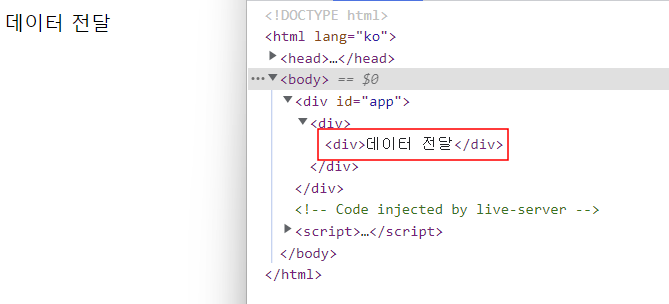 데이터 전달
<!DOCTYPE html>
<html lang="ko">
<head>…</head>
<body> == $0
<div id="app">
<div>
<div>데이터 전달</div>
</div>
</div>
<!-- Code injected by live-server -->
<script>…</script>
</body>
</html>